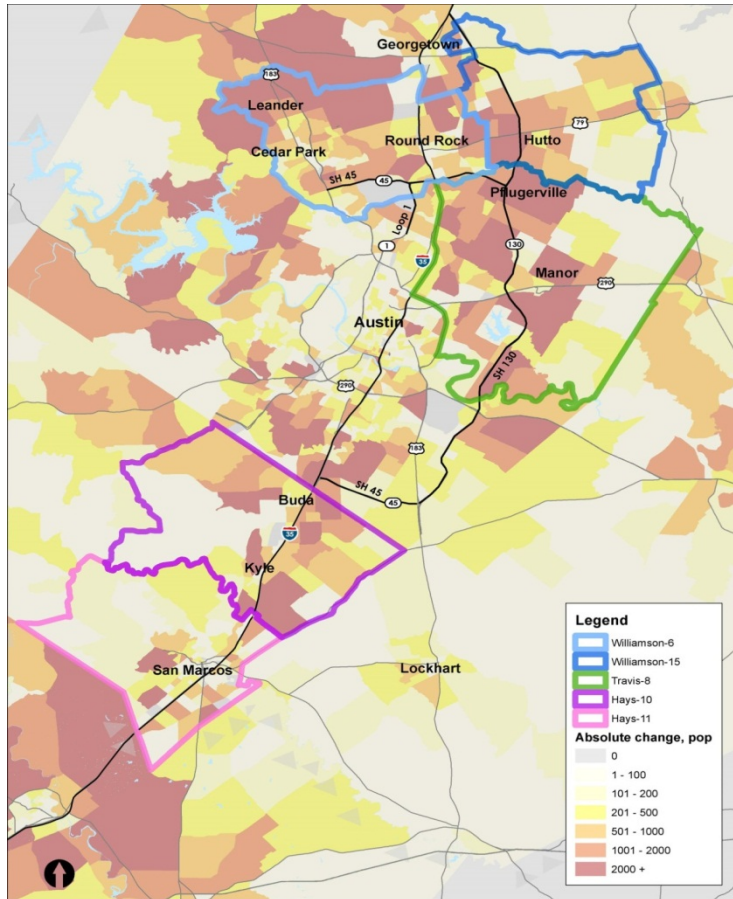 Georgetown
183
Leander
Cedar Park
Round Rock
Hutto
79
SH 45
45
Pflugerville
Loop 1
1
35
130
Manor
290
Austin
SH 130
290
183
SH 45
45
Buda
35
Kyle
San Marcos
Lockhart
Legend
Williamson-6
Williamson-15
Travis-8
Hays-10
Hays-11
Absolute change, pop
0
1 - 100
101 - 200
201 - 500
501 - 1000
1001 - 2000
2000 +